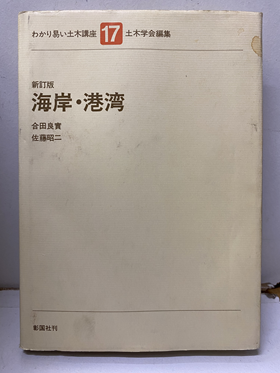 わかり易い土木講座 17 土木学会編集
新訂版
海岸・港湾
合田良實
佐藤昭二
彰国社刊